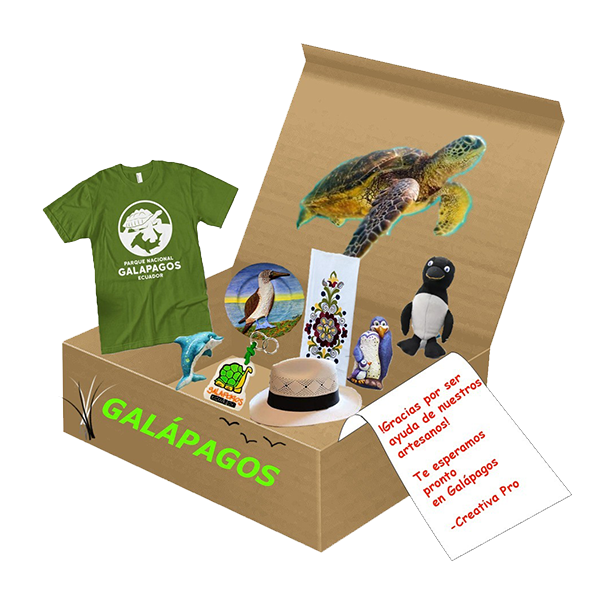 PARQUE NACIONAL
GALAPAGOS
ECUADOR
GALAPAGOS
GALÁPAGOS
¡Gracias por ser
ayuda de nuestros
artesanos!
Te esperamos
pronto
en Galápagos
-Creativa Pro